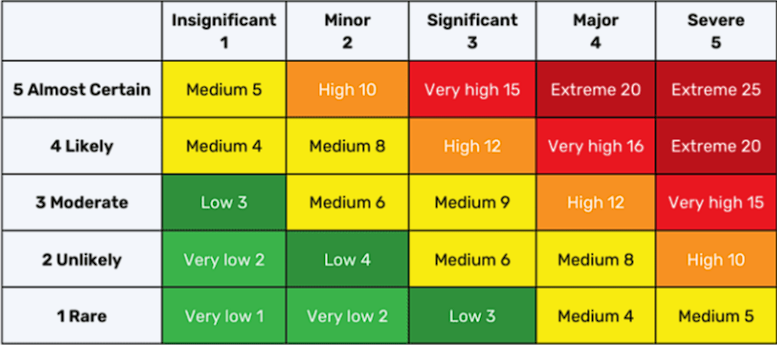 Insignificant Minor Significant Major Severe
1 2 3 4 5
5 Almost Certain Medium 5 High 10 Very high 15 Extreme 20 Extreme 25
4 Likely Medium 4 Medium 8 High 12 Very high 16 Extreme 20
3 Moderate Low 3 Medium 6 Medium 9 High 12 Very high 15
2 Unlikely Very low 2 Low 4 Medium 6 Medium 8 High 10
1 Rare Very low 1 Very low 2 Low 3 Medium 4 Medium 5